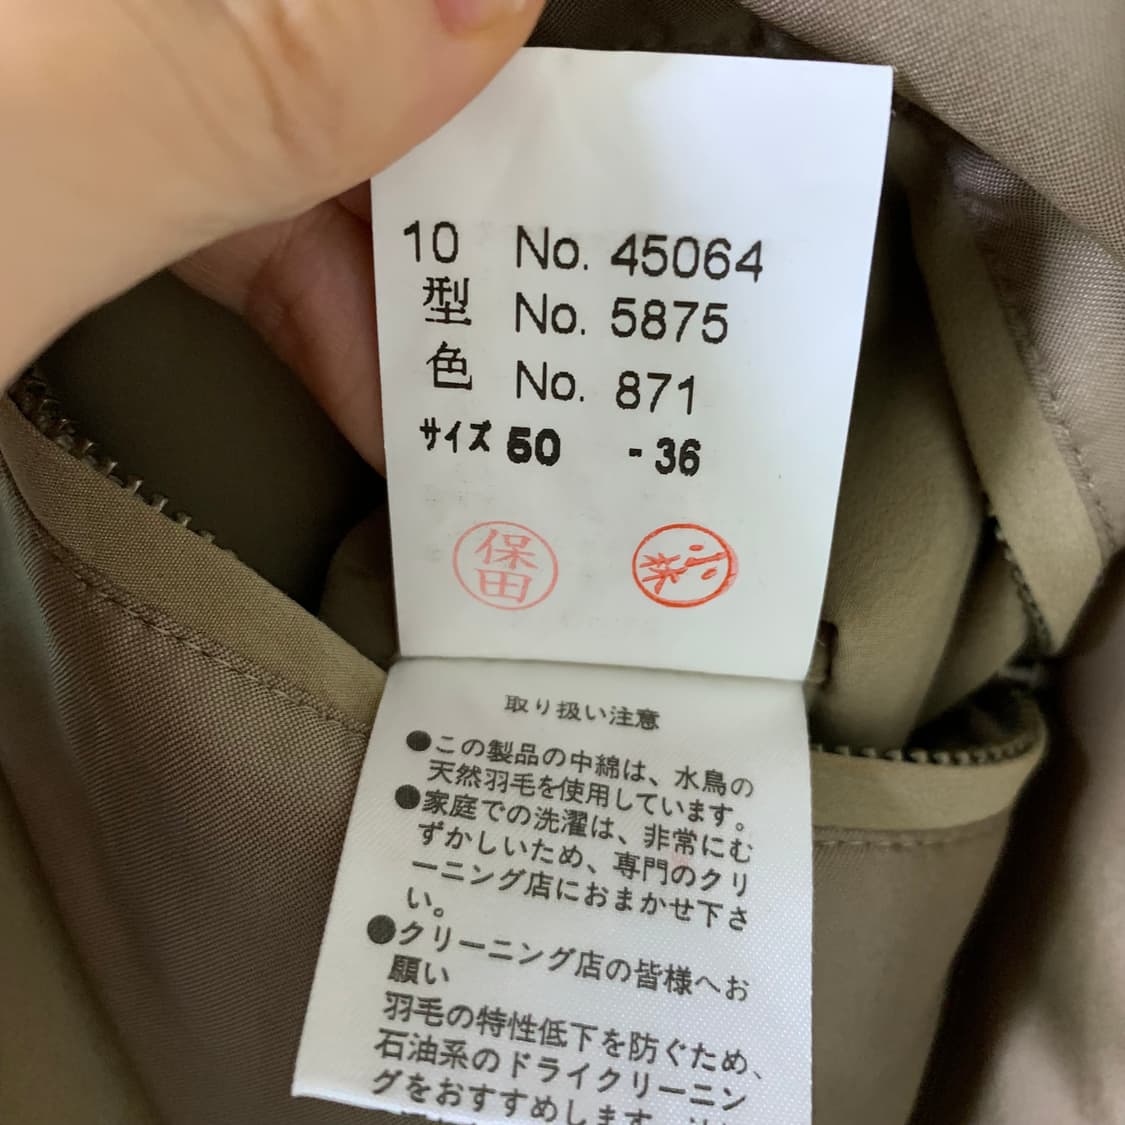 10 No. 45064
型 No. 5875
色 No. 871
サイズ 50 - 36
保田
取り扱い注意
●この製品の中綿は、水鳥の
天然羽毛を使用しています。
●家庭での洗濯は、非常にむ
ずかしいため、専門のクリ
ーニング店におまかせ下さ
い。
●クリーニング店の皆様へお
願い
羽毛の特性低下を防ぐため、
石油系のドライクリーニン
グをおすすめします。